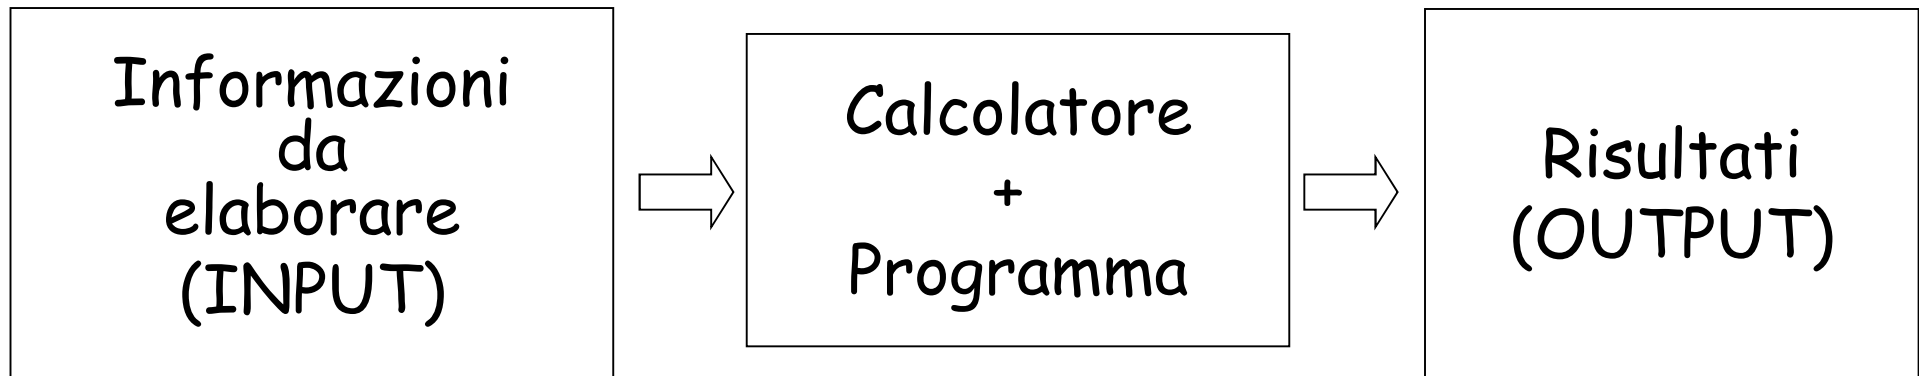 Informazioni
da
elaborare
(INPUT)
Calcolatore
+
Programma
Risultati
(OUTPUT)